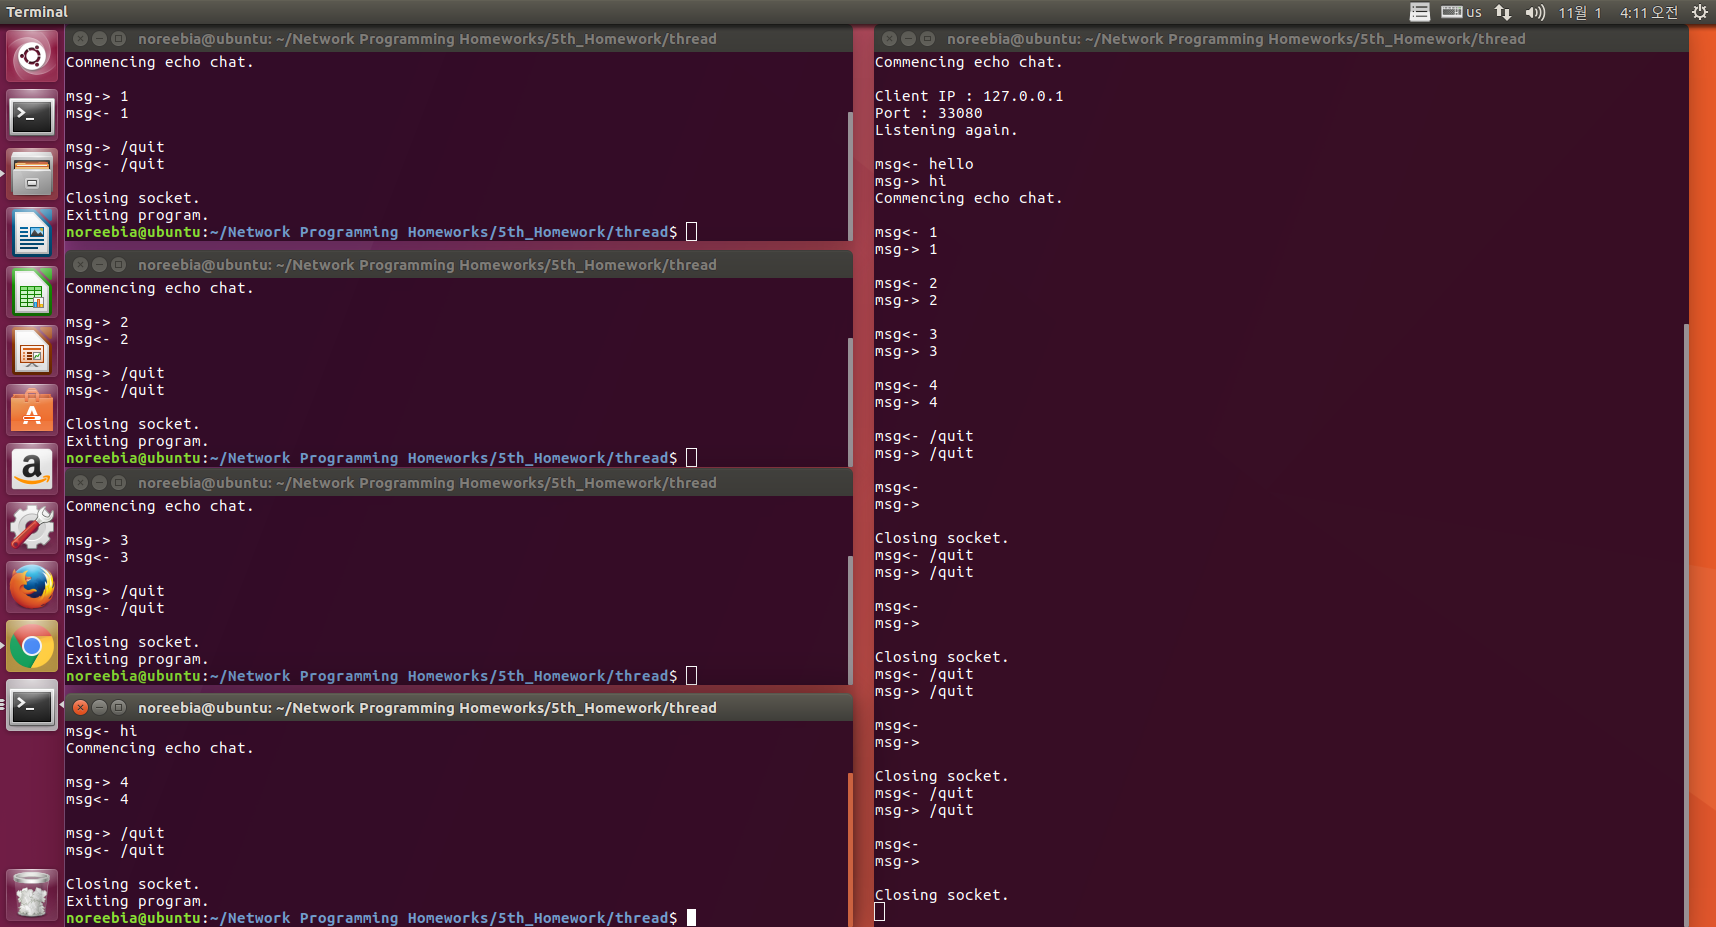 Terminal
us
11월 1 4:11 오전
noreebia@ubuntu: ~/Network Programming Homeworks/5th_Homework/thread
Commencing echo chat.
msg-> 1
msg<- 1
msg-> /quit
msg<- /quit
Closing socket.
Exiting program.
noreebia@ubuntu:~/Network Programming Homeworks/5th_Homework/thread$
noreebia@ubuntu: ~/Network Programming Homeworks/5th_Homework/thread
Commencing echo chat.
msg-> 2
msg<- 2
msg-> /quit
msg<- /quit
Closing socket.
Exiting program.
noreebia@ubuntu:~/Network Programming Homeworks/5th_Homework/thread$
noreebia@ubuntu: ~/Network Programming Homeworks/5th_Homework/thread
Commencing echo chat.
msg-> 3
msg<- 3
msg-> /quit
msg<- /quit
Closing socket.
Exiting program.
noreebia@ubuntu:~/Network Programming Homeworks/5th_Homework/thread$
noreebia@ubuntu: ~/Network Programming Homeworks/5th_Homework/thread
msg<- hi
Commencing echo chat.
msg-> 4
msg<- 4
msg-> /quit
msg<- /quit
Closing socket.
Exiting program.
noreebia@ubuntu:~/Network Programming Homeworks/5th_Homework/thread$
noreebia@ubuntu: ~/Network Programming Homeworks/5th_Homework/thread
Commencing echo chat.
Client IP : 127.0.0.1
Port : 33080
Listening again.
msg<- hello
msg-> hi
Commencing echo chat.
msg<- 1
msg-> 1
msg<- 2
msg-> 2
msg<- 3
msg-> 3
msg<- 4
msg-> 4
msg<- /quit
msg-> /quit
msg<-
msg->
Closing socket.
msg<- /quit
msg-> /quit
msg<-
msg->
Closing socket.
msg<- /quit
msg-> /quit
msg<-
msg->
Closing socket.
msg<- /quit
msg-> /quit
msg<-
msg->
Closing socket.